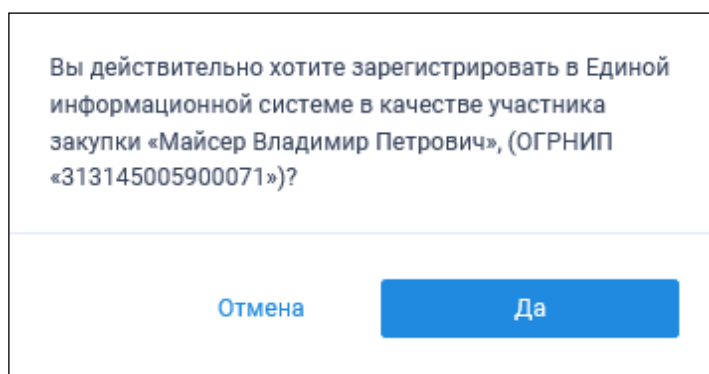 Вы действительно хотите зарегистрировать в Единой
информационной системе в качестве участника
закупки «Майсер Владимир Петрович», (ОГРНИП
«313145005900071»)?
Отмена
Да